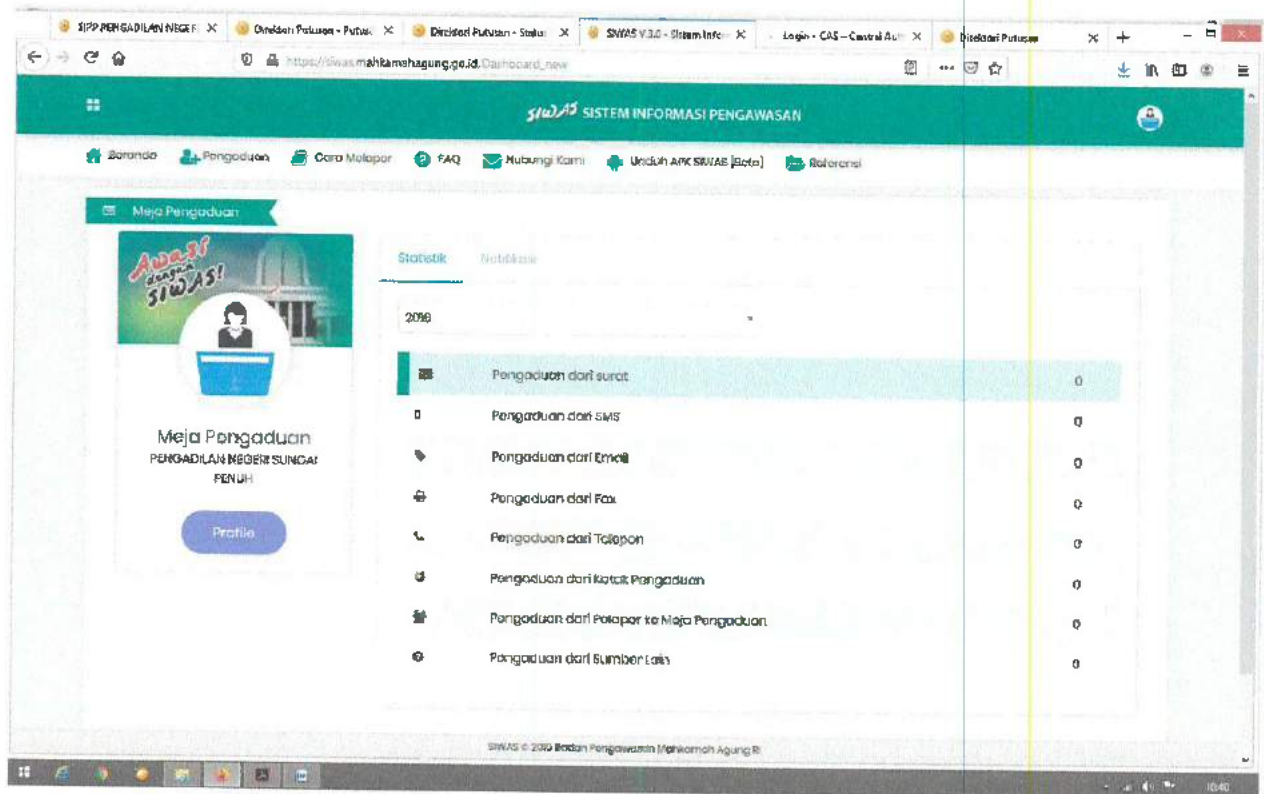 SIPP PENGADILAN NEGER
Direktori Putusan - Putus
Direktori Putusan - Status
SIWAS V.3.0 - Sistem Info
Login - CAS – Central Aut
Direktori Putusan
https://siwas.mahkamahagung.go.id/Dashboard_new
SIWAS SISTEM INFORMASI PENGAWASAN
Beranda Pengaduan Cara Melapor FAQ Hubungi Kami Unduh APK SIWAS [Beta] Referensi
Meja Pengaduan
Awasi
dengan
SIWAS!
Statistik Notifikasi
Pengaduan dari surat 0
Pengaduan dari SMS 0
Pengaduan dari Email 0
Pengaduan dari Fax 0
Pengaduan dari Telepon 0
Pengaduan dari Kotak Pengaduan 0
Pengaduan dari Pelapor ke Meja Pengaduan 0
Pengaduan dari Sumber Lain 0
Meja Pengaduan
PENGADILAN NEGERI SUNGAI
PENUH
Profile
SIWAS © Badan Pengawasan Mahkamah Agung RI
10:40